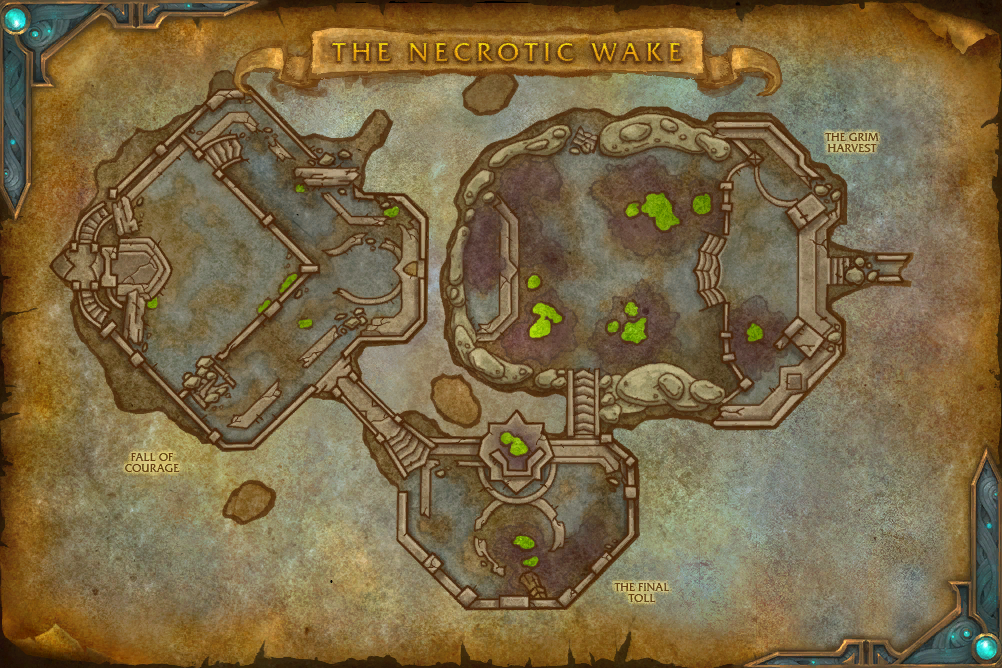 THE NECROTIC WAKE
THE GRIM
HARVEST
FALL OF
COURAGE
THE FINAL
TOLL